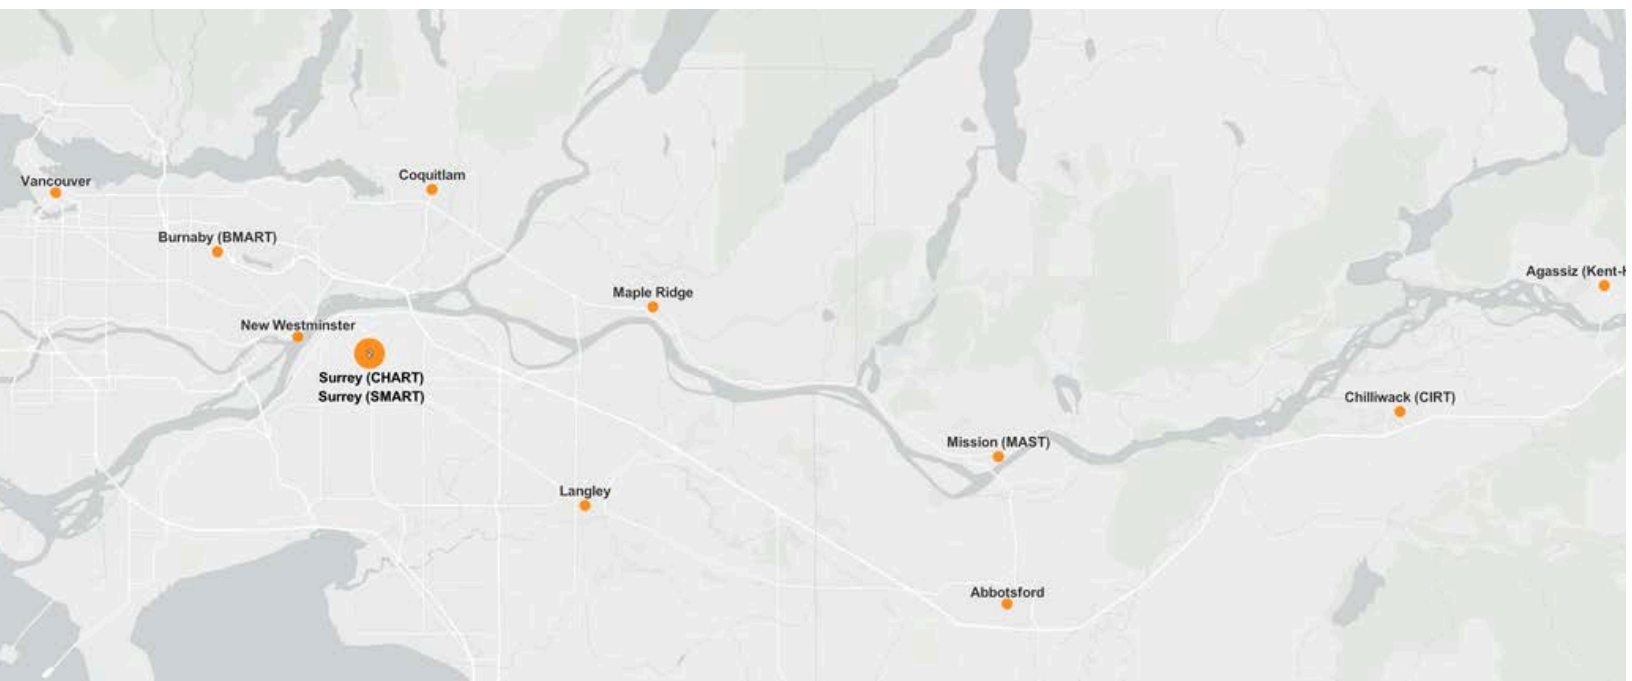 Coquitlam
Vancouver
Burnaby (BMART)
Agassiz (Kent-H
Maple Ridge
New Westminster
2
Surrey (CHART)
Surrey (SMART)
Chilliwack (CIRT)
Mission (MAST)
Langley
Abbotsford